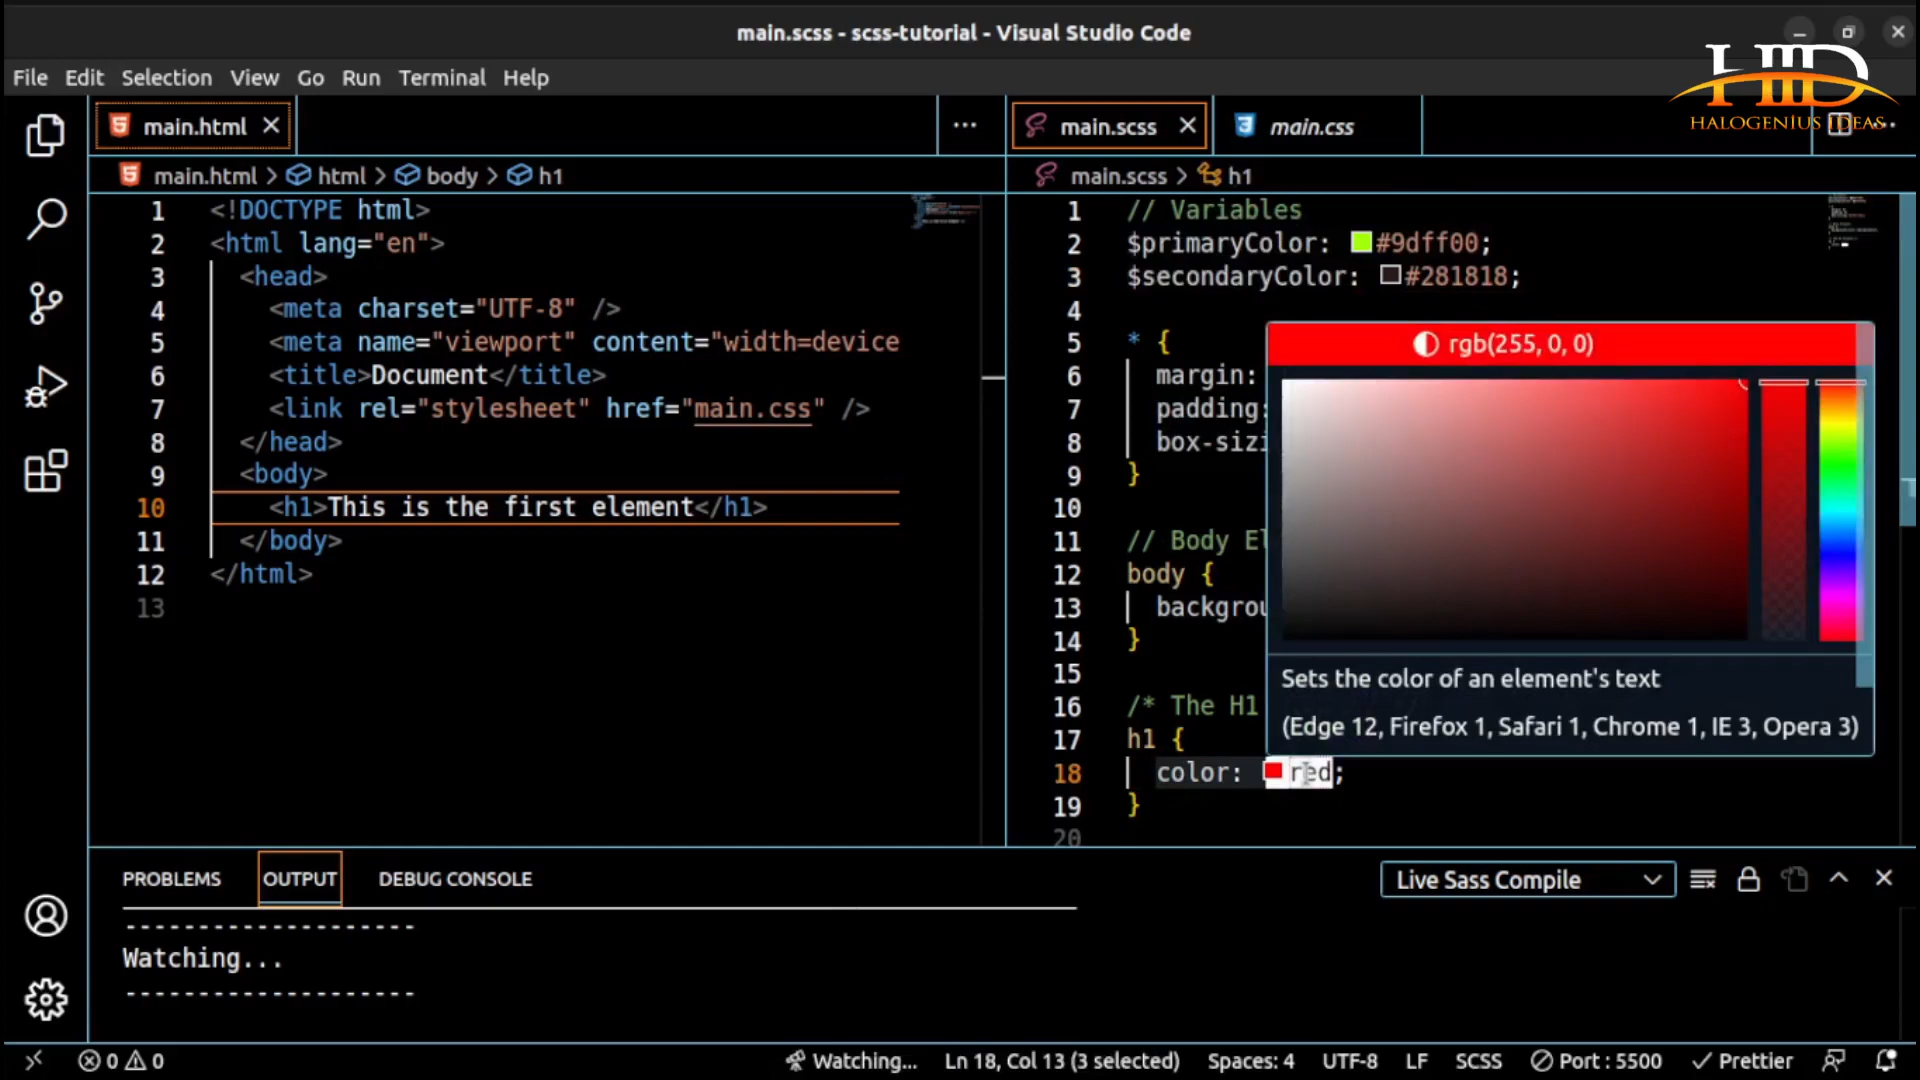 main.scss - scss-tutorial - Visual Studio Code
File Edit Selection View Go Run Terminal Help
HID
HALOGENIUS IDEAS
main.html
main.html > html > body > h1
1 <!DOCTYPE html>
2 <html lang="en">
3 <head>
4 <meta charset="UTF-8" />
5 <meta name="viewport" content="width=device
6 <title>Document</title>
7 <link rel="stylesheet" href="main.css" />
8 </head>
9 <body>
10 <h1>This is the first element</h1>
11 </body>
12 </html>
13
main.scss main.css
main.scss > h1
1 // Variables
2 $primaryColor: #9dff00;
3 $secondaryColor: #281818;
4
5 * {
6 margin:
7 padding:
8 box-sizi
9 }
10
11 // Body El
12 body {
13 backgrou
14 }
15
16 /* The H1
17 h1 {
18 color: red;
19 }
20
rgb(255, 0, 0)
Sets the color of an element's text
(Edge 12, Firefox 1, Safari 1, Chrome 1, IE 3, Opera 3)
PROBLEMS OUTPUT DEBUG CONSOLE
Live Sass Compile
--------------------
Watching...
--------------------
0 0 Watching... Ln 18, Col 13 (3 selected) Spaces: 4 UTF-8 LF SCSS Port : 5500 Prettier